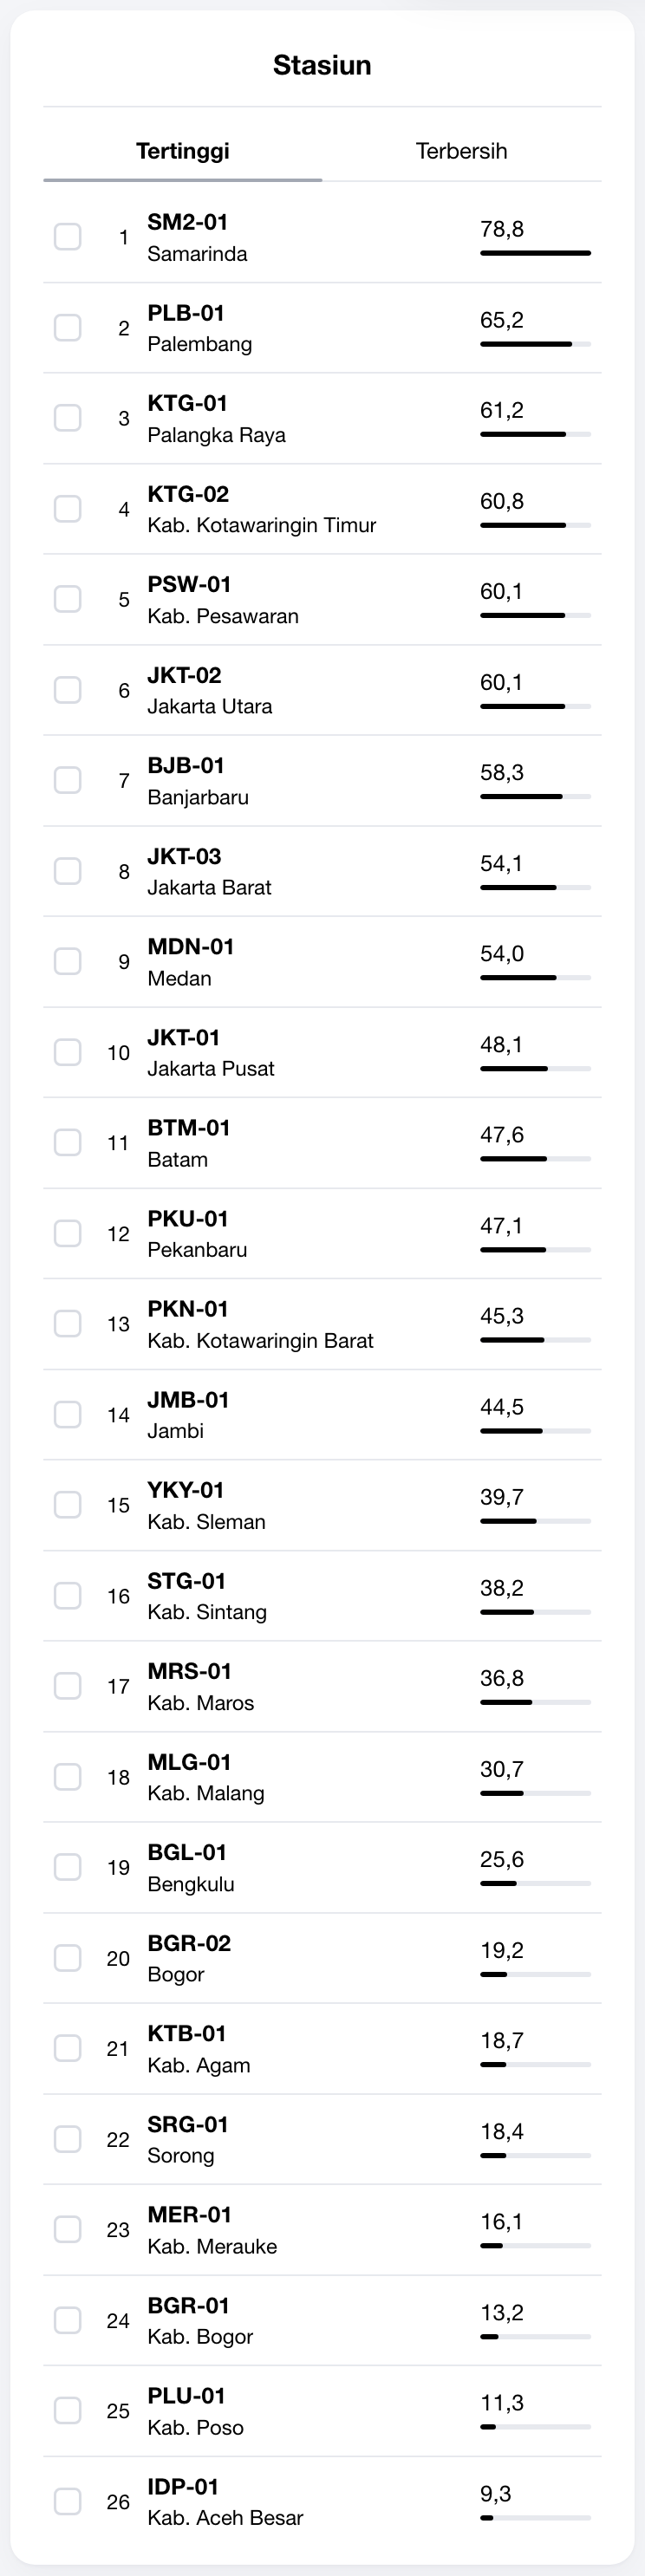 Stasiun
Tertinggi Terbersih
1 SM2-01 78,8
Samarinda
2 PLB-01 65,2
Palembang
3 KTG-01 61,2
Palangka Raya
4 KTG-02 60,8
Kab. Kotawaringin Timur
5 PSW-01 60,1
Kab. Pesawaran
6 JKT-02 60,1
Jakarta Utara
7 BJB-01 58,3
Banjarbaru
8 JKT-03 54,1
Jakarta Barat
9 MDN-01 54,0
Medan
10 JKT-01 48,1
Jakarta Pusat
11 BTM-01 47,6
Batam
12 PKU-01 47,1
Pekanbaru
13 PKN-01 45,3
Kab. Kotawaringin Barat
14 JMB-01 44,5
Jambi
15 YKY-01 39,7
Kab. Sleman
16 STG-01 38,2
Kab. Sintang
17 MRS-01 36,8
Kab. Maros
18 MLG-01 30,7
Kab. Malang
19 BGL-01 25,6
Bengkulu
20 BGR-02 19,2
Bogor
21 KTB-01 18,7
Kab. Agam
22 SRG-01 18,4
Sorong
23 MER-01 16,1
Kab. Merauke
24 BGR-01 13,2
Kab. Bogor
25 PLU-01 11,3
Kab. Poso
26 IDP-01 9,3
Kab. Aceh Besar